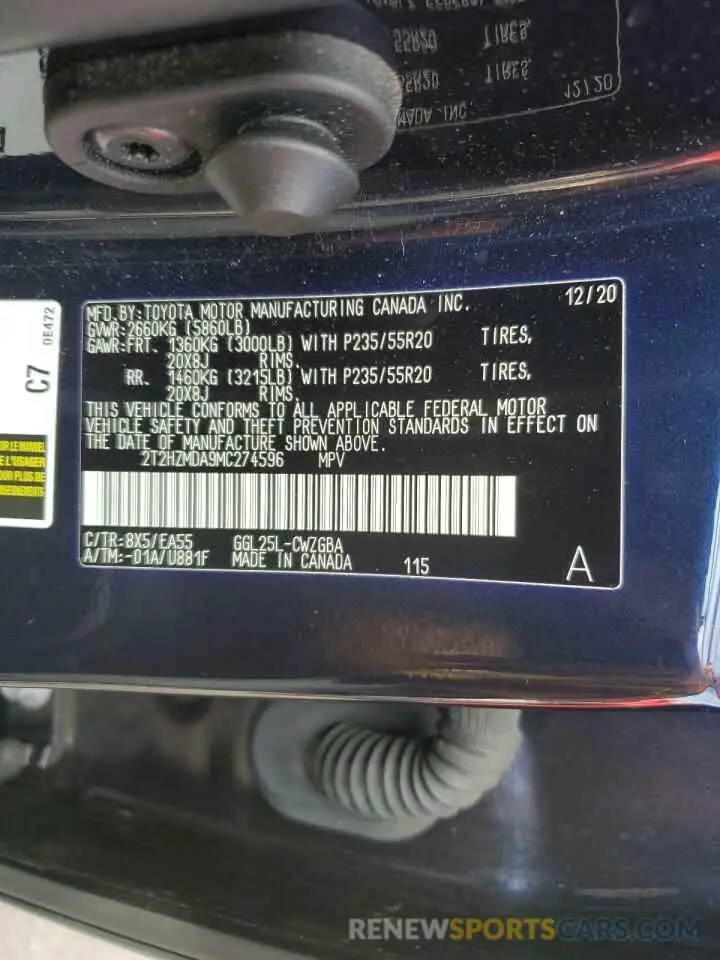 12/20
MFD.BY:TOYOTA MOTOR MANUFACTURING CANADA INC.
GVWR:2660KG (5860LB)
GAWR:FRT. 1360KG (3000LB) WITH P235/55R20 TIRES,
20X8J RIMS.
RR. 1460KG (3215LB) WITH P235/55R20 TIRES,
20X8J RIMS.
THIS VEHICLE CONFORMS TO ALL APPLICABLE FEDERAL MOTOR
VEHICLE SAFETY AND THEFT PREVENTION STANDARDS IN EFFECT ON
THE DATE OF MANUFACTURE SHOWN ABOVE.
2T2HZMDA9MC274596 MPV
C/TR:8X5/EA55 GGL25L-CWZGBA
A/TM:-01A/U881F MADE IN CANADA 115 A
C7
0E472
L'USAGER
RENEWSPORTSCARS.COM